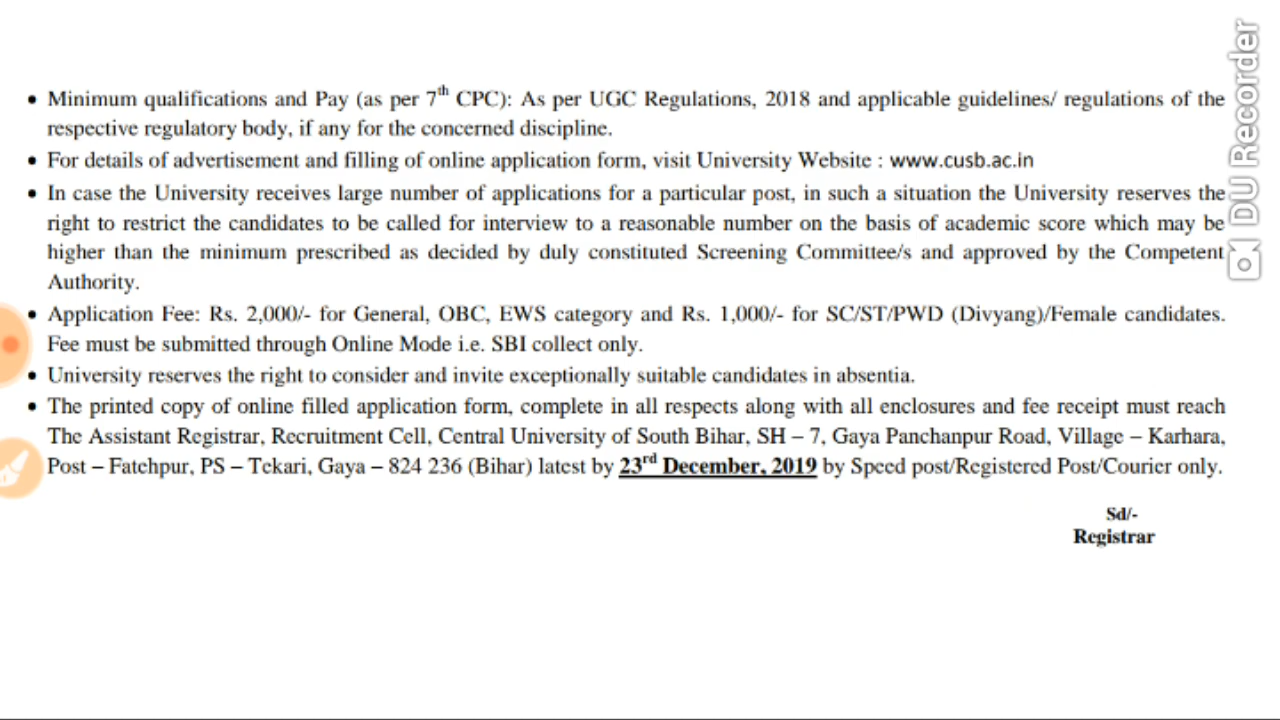 • Minimum qualifications and Pay (as per 7th CPC): As per UGC Regulations, 2018 and applicable guidelines/ regulations of the
respective regulatory body, if any for the concerned discipline.
• For details of advertisement and filling of online application form, visit University Website : www.cusb.ac.in
• In case the University receives large number of applications for a particular post, in such a situation the University reserves the
right to restrict the candidates to be called for interview to a reasonable number on the basis of academic score which may be
higher than the minimum prescribed as decided by duly constituted Screening Committee/s and approved by the Competent
Authority.
• Application Fee: Rs. 2,000/- for General, OBC, EWS category and Rs. 1,000/- for SC/ST/PWD (Divyang)/Female candidates.
Fee must be submitted through Online Mode i.e. SBI collect only.
• University reserves the right to consider and invite exceptionally suitable candidates in absentia.
• The printed copy of online filled application form, complete in all respects along with all enclosures and fee receipt must reach
The Assistant Registrar, Recruitment Cell, Central University of South Bihar, SH – 7, Gaya Panchanpur Road, Village – Karhara,
Post – Fatehpur, PS – Tekari, Gaya – 824 236 (Bihar) latest by 23rd December, 2019 by Speed post/Registered Post/Courier only.
Sd/-
Registrar
DU Recorder